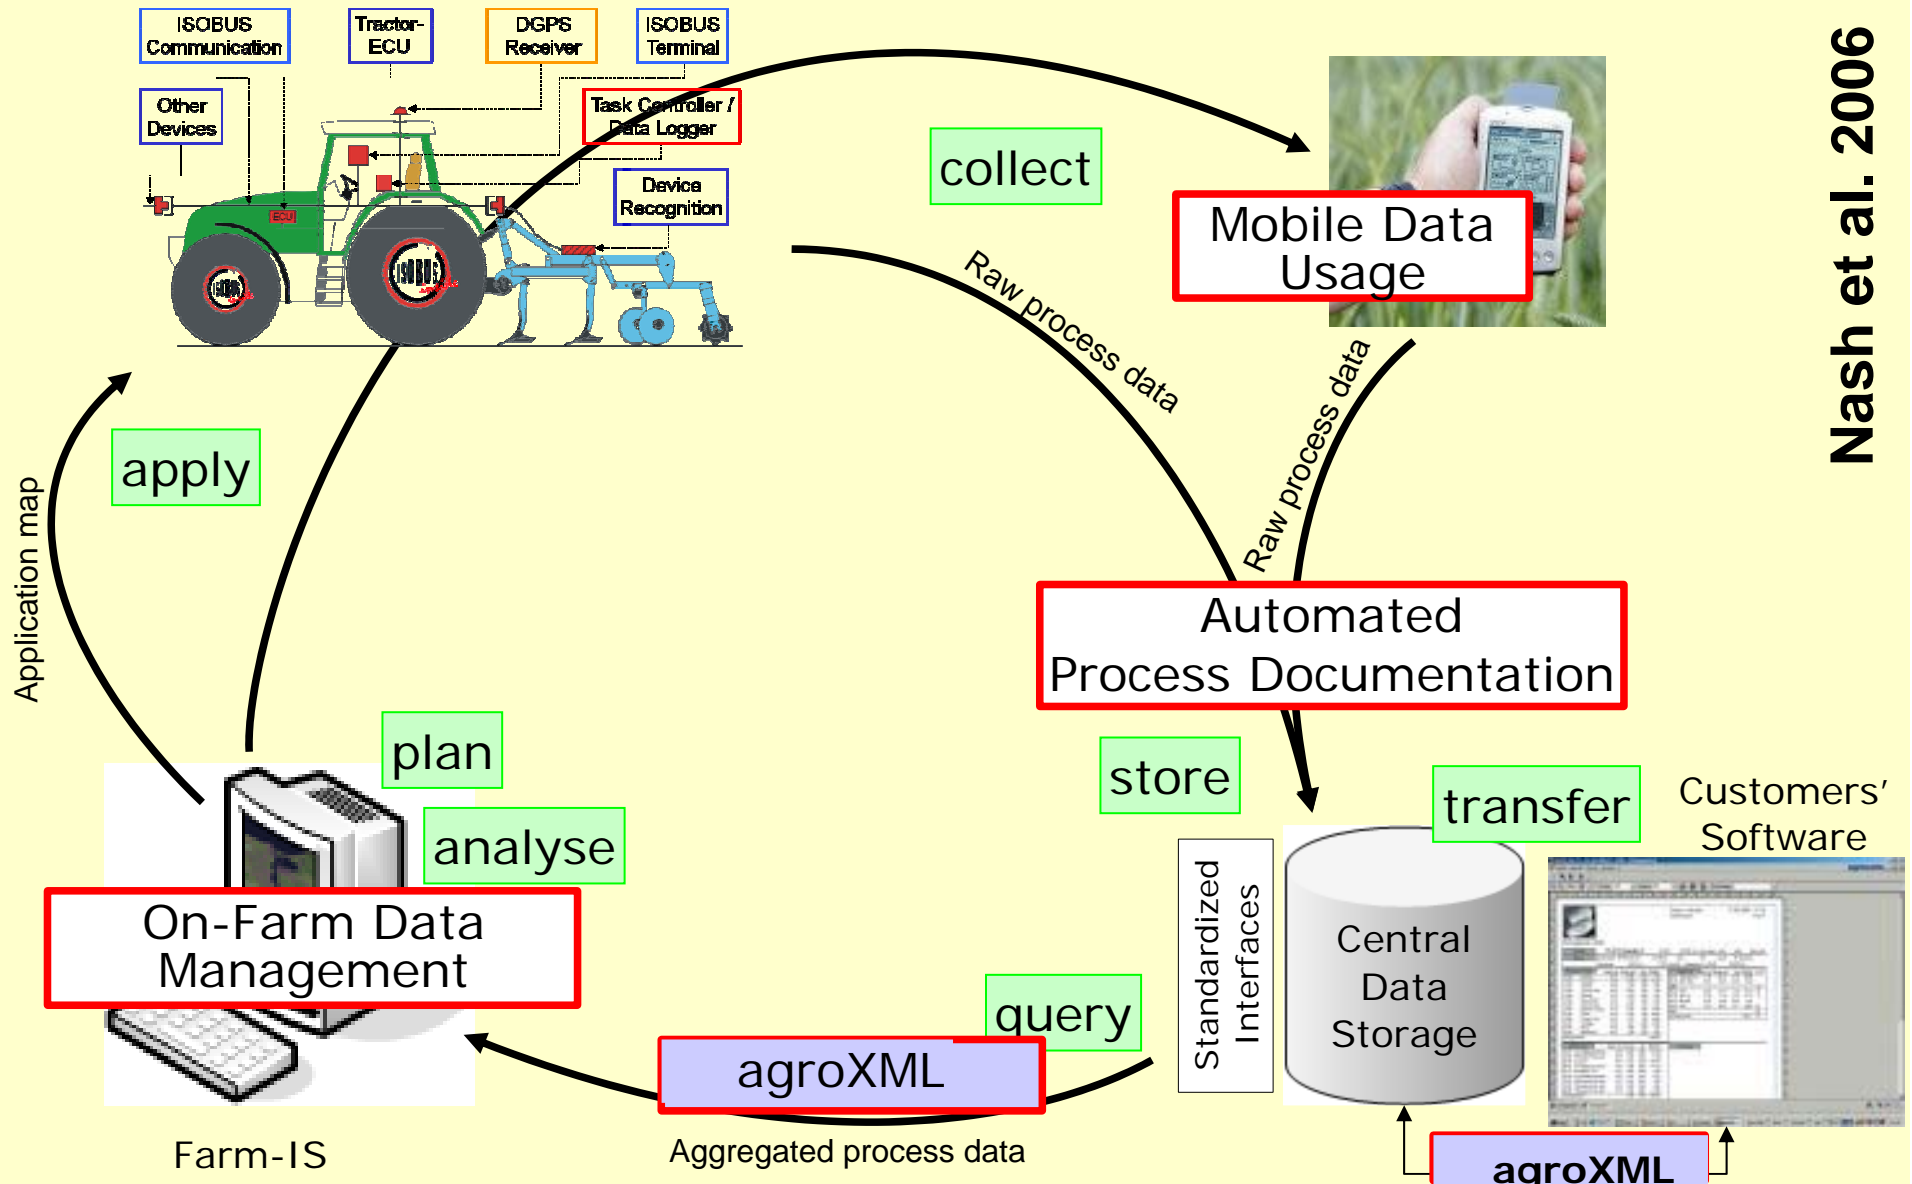 ISOBUS
Communication
Tractor-
ECU
DGPS
Receiver
ISOBUS
Terminal
Other
Devices
Task Controller /
Data Logger
Device
Recognition
ECU
ISOBUS
ISOBUS
collect
Mobile Data
Usage
Nash et al. 2006
Raw process data
Raw process data
apply
Application map
Automated
Process Documentation
plan
analyse
store
transfer
Customers'
Software
On-Farm Data
Management
Standardized
Interfaces
Central
Data
Storage
query
agroXML
Aggregated process data
Farm-IS
agroXML